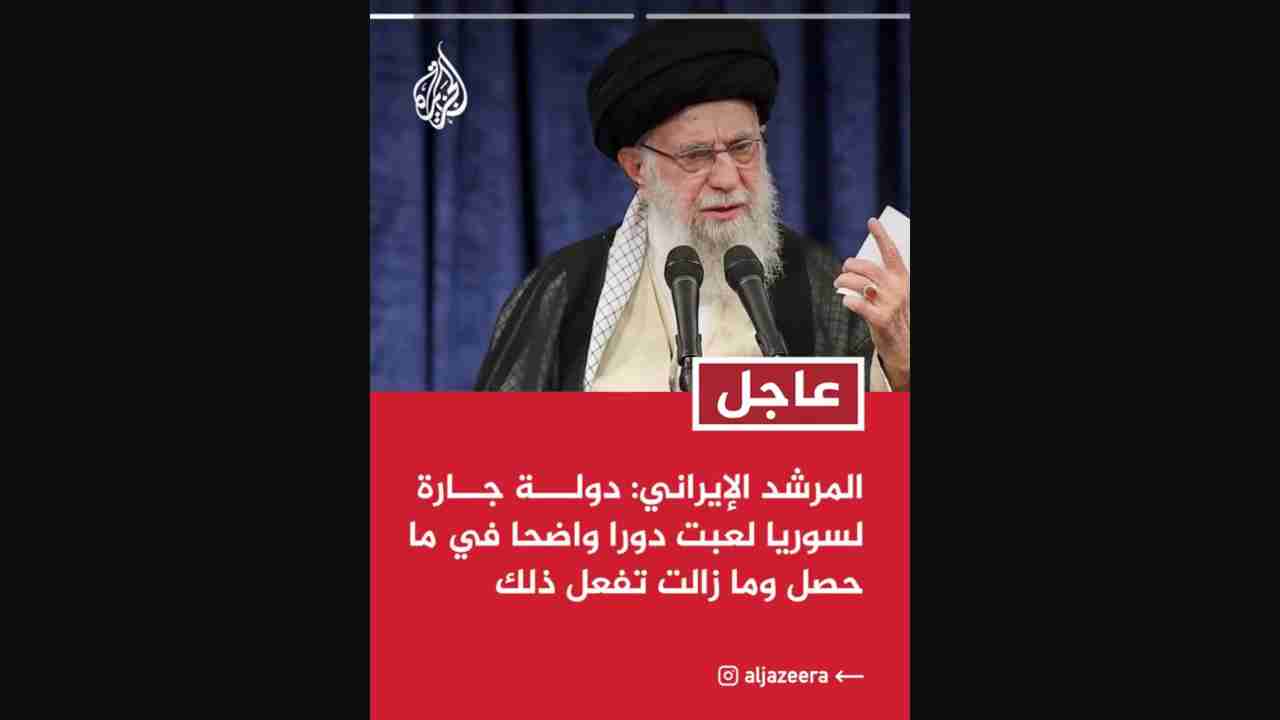 الجزيرة
عاجل
المرشد الإيراني: دولة جارة
لسوريا لعبت دورا واضحا في ما
حصل وما زالت تفعل ذلك
aljazeera